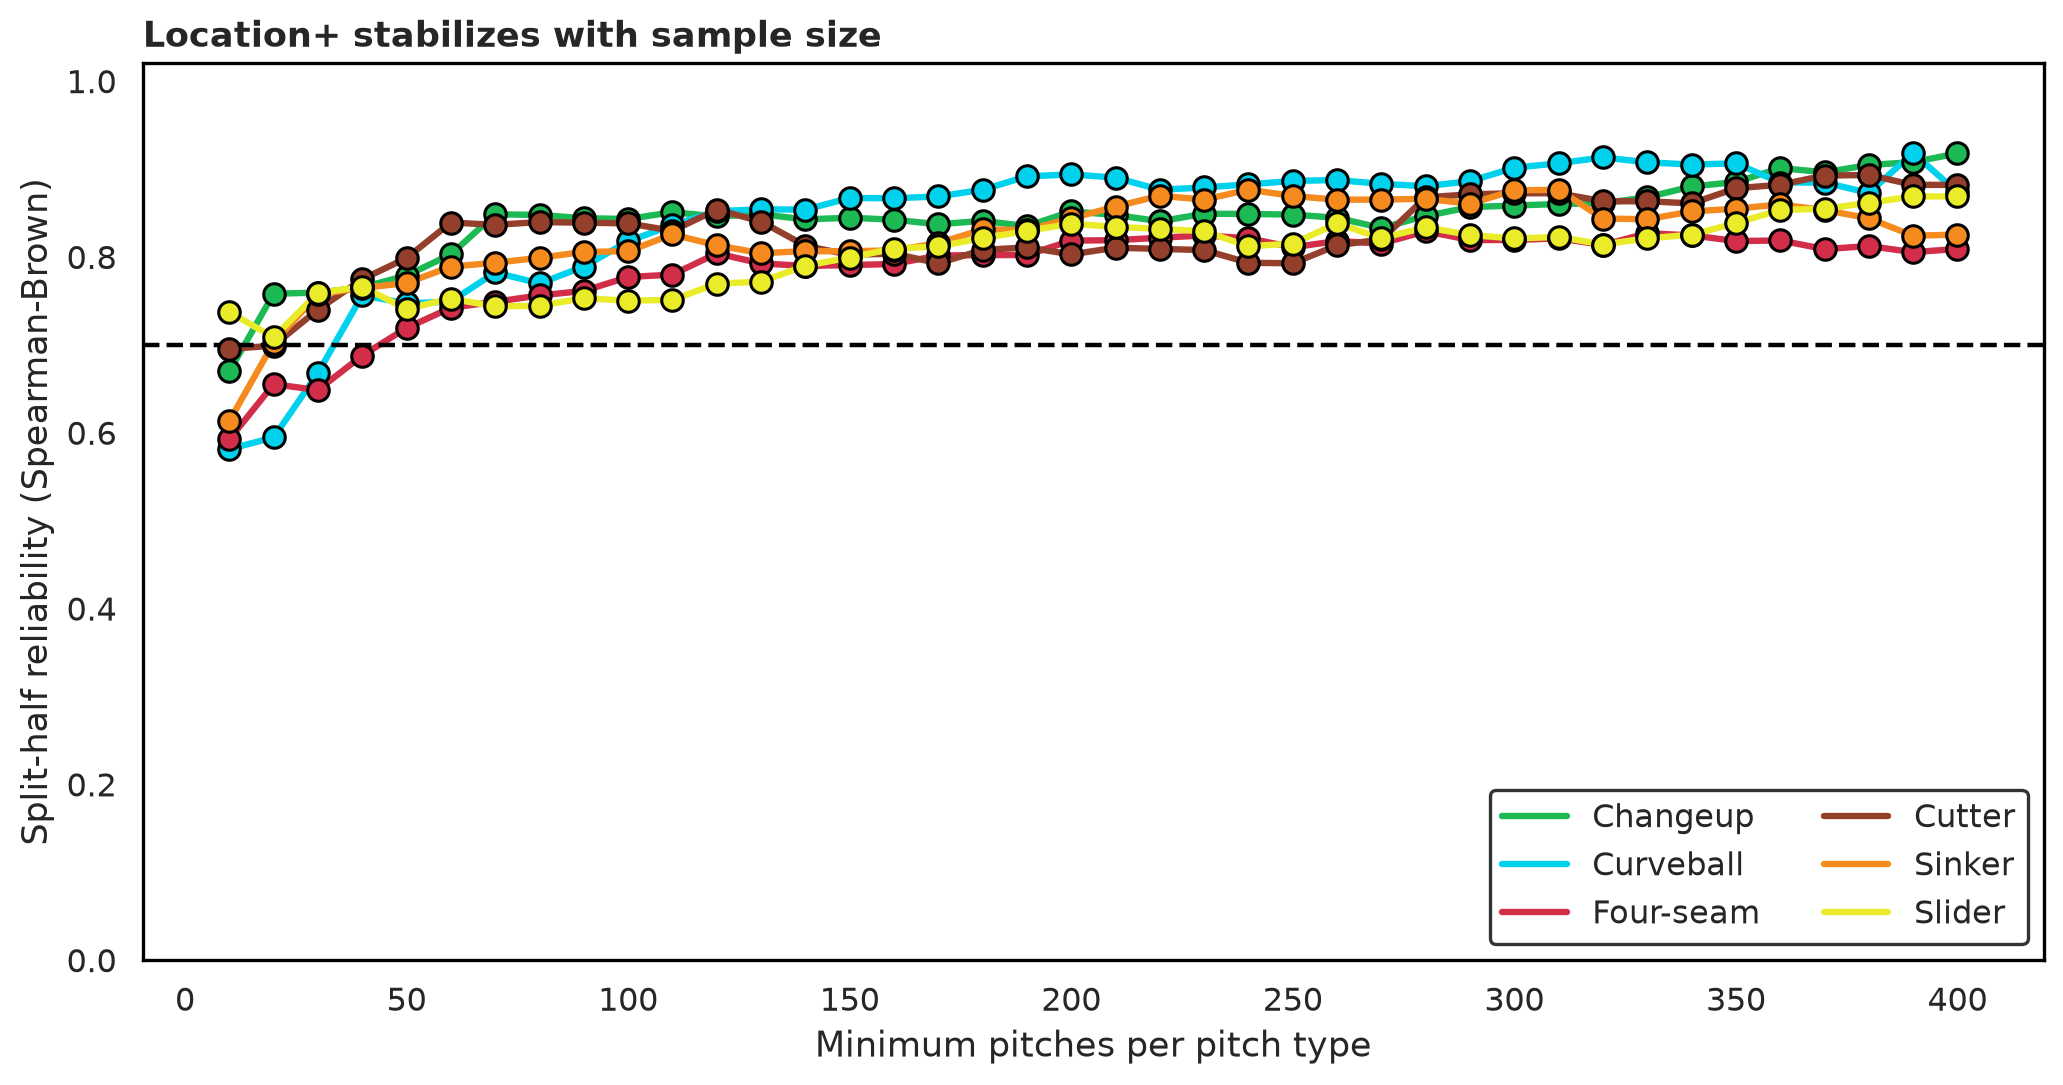 Location+ stabilizes with sample size
Split-half reliability (Spearman-Brown)
1.0
0.8
0.6
0.4
0.2
0.0
Changeup
Curveball
Four-seam
Cutter
Sinker
Slider
0 50 100 150 200 250 300 350 400
Minimum pitches per pitch type